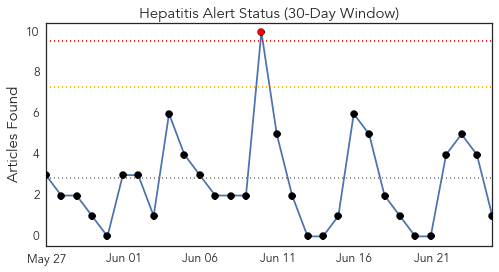 Hepatitis Alert Status (30-Day Window)
Articles Found
10
8
6
4
2
0
May 27 Jun 01 Jun 06 Jun 11 Jun 16 Jun 21